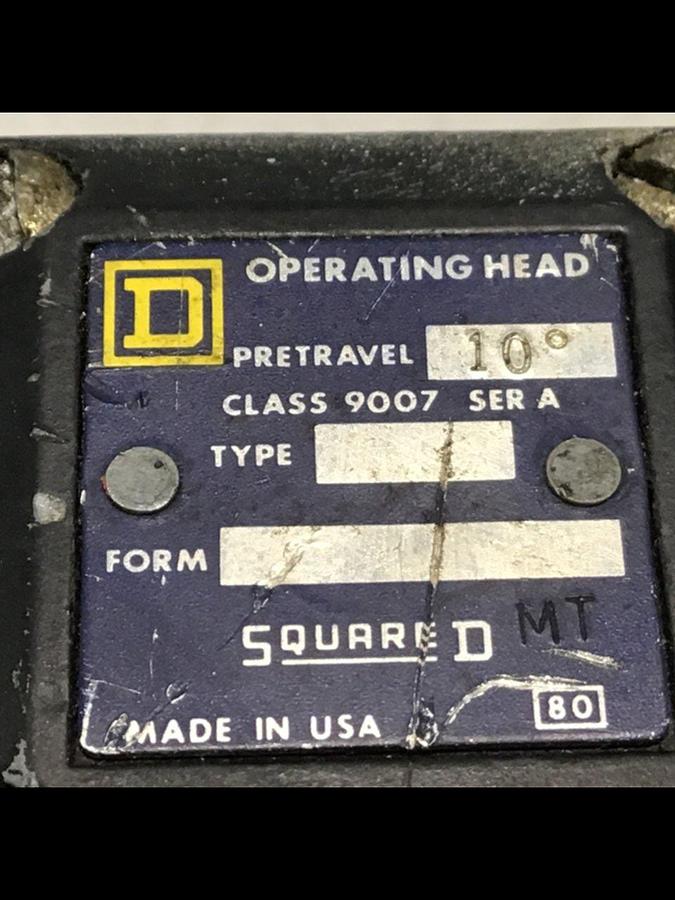 D
OPERATING HEAD
PRETRAVEL 10°
CLASS 9007 SER A
TYPE
FORM
SQUARE D MT
MADE IN USA 80